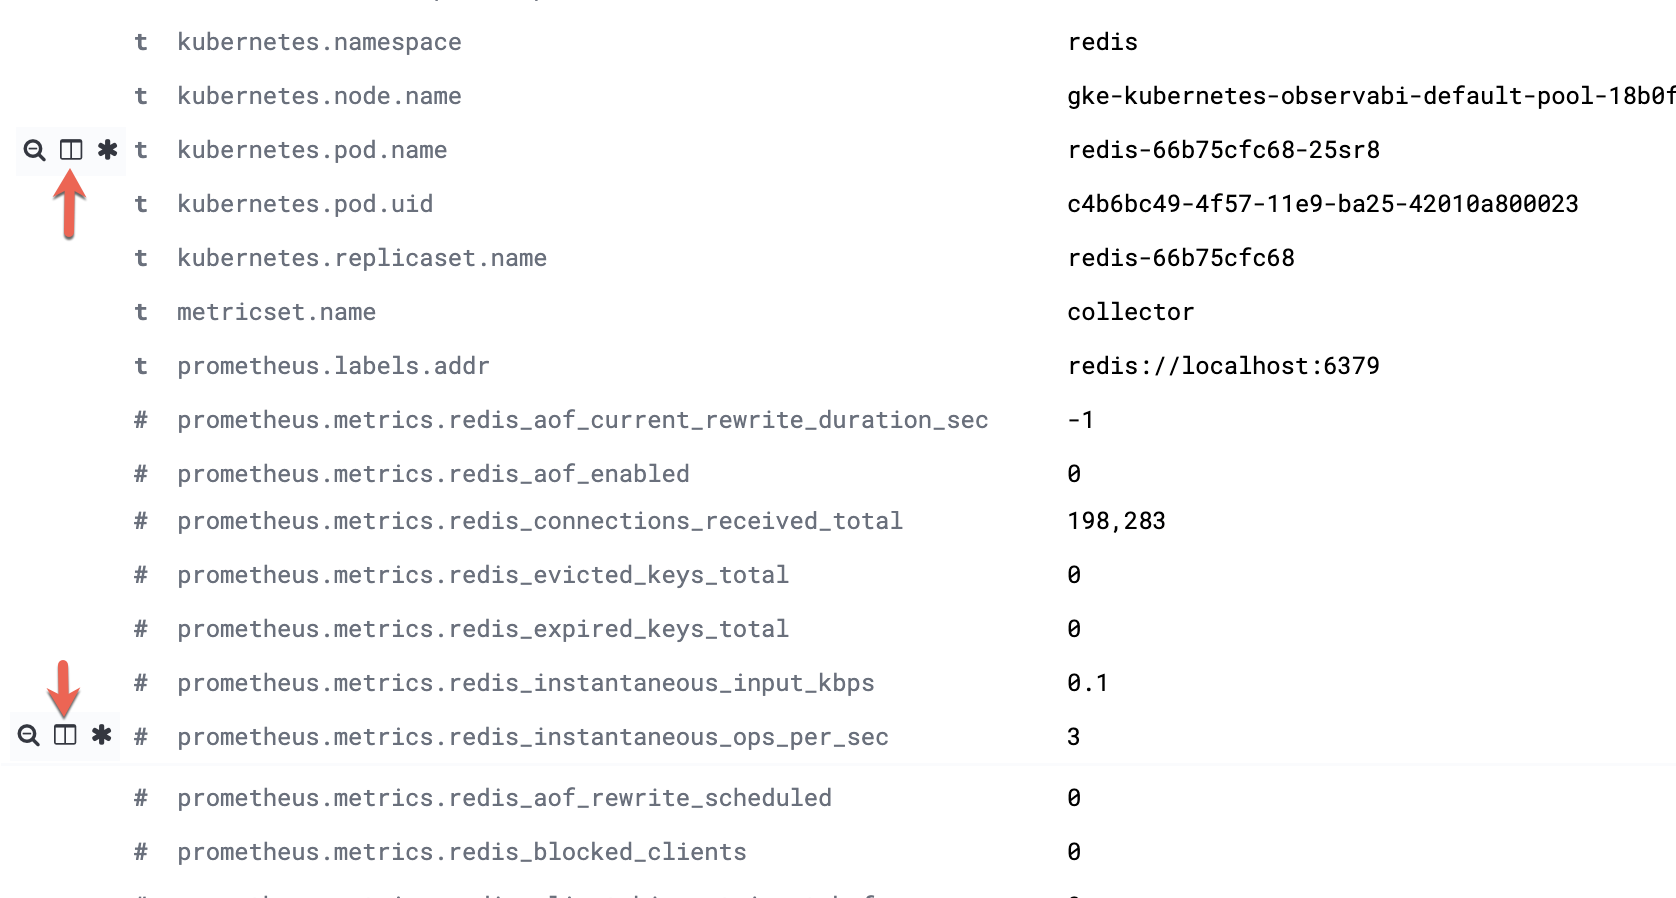 t kubernetes.namespace redis
t kubernetes.node.name gke-kubernetes-observabi-default-pool-18b0f
t kubernetes.pod.name redis-66b75cfc68-25sr8
t kubernetes.pod.uid c4b6bc49-4f57-11e9-ba25-42010a800023
t kubernetes.replicaset.name redis-66b75cfc68
t metricset.name collector
t prometheus.labels.addr redis://localhost:6379
# prometheus.metrics.redis_aof_current_rewrite_duration_sec -1
# prometheus.metrics.redis_aof_enabled 0
# prometheus.metrics.redis_connections_received_total 198,283
# prometheus.metrics.redis_evicted_keys_total 0
# prometheus.metrics.redis_expired_keys_total 0
# prometheus.metrics.redis_instantaneous_input_kbps 0.1
# prometheus.metrics.redis_instantaneous_ops_per_sec 3
# prometheus.metrics.redis_aof_rewrite_scheduled 0
# prometheus.metrics.redis_blocked_clients 0